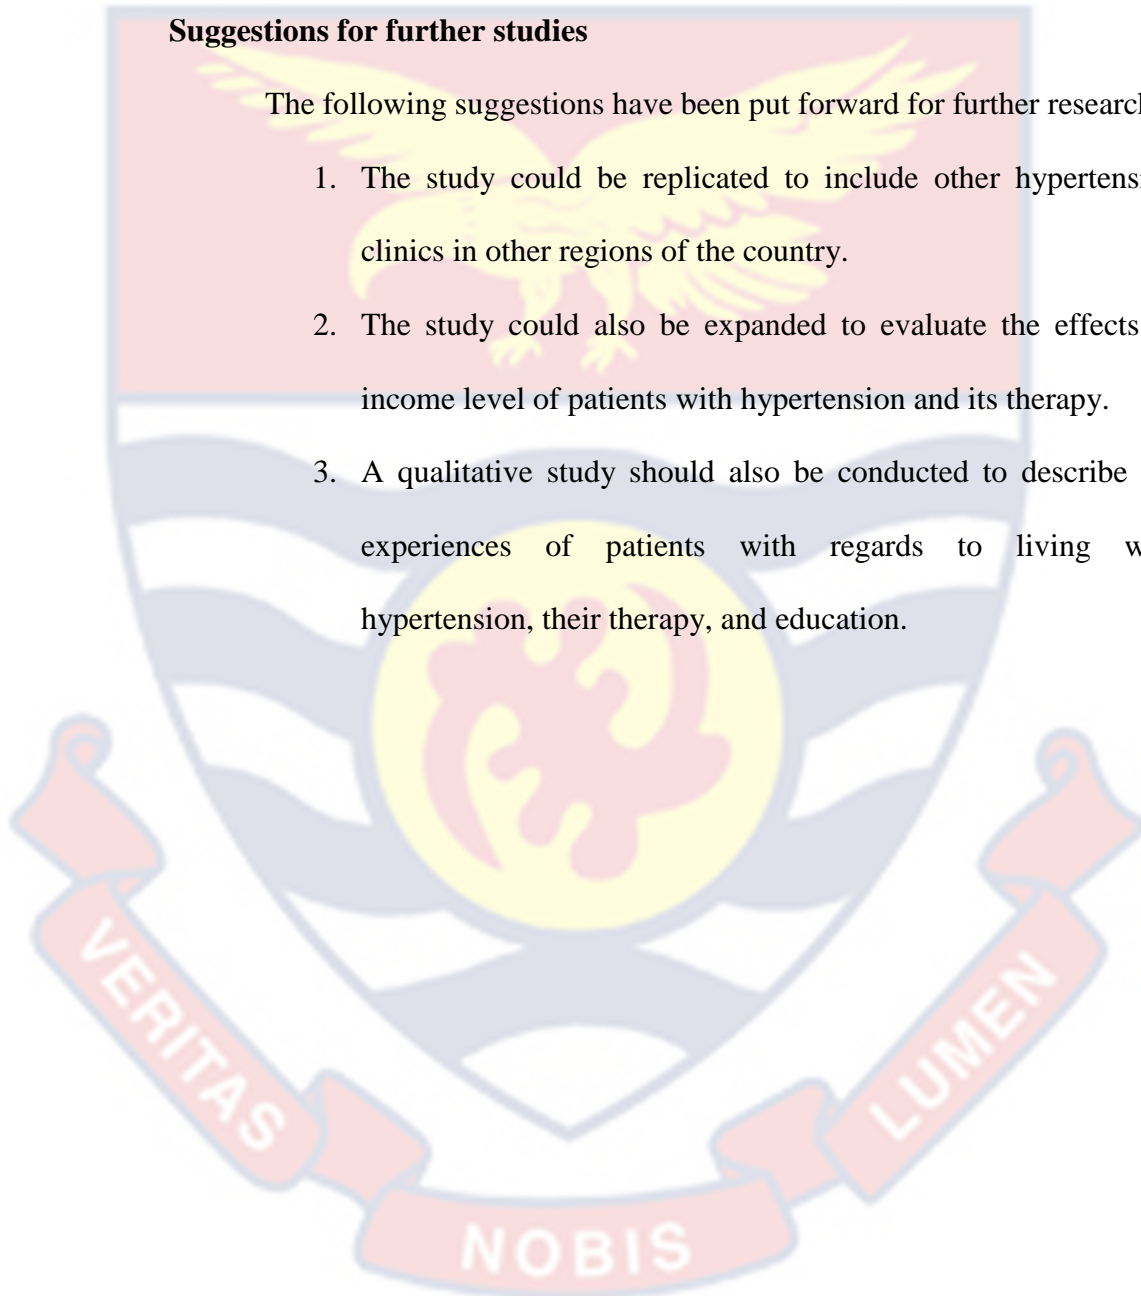 Suggestions for further studies
The following suggestions have been put forward for further research
1. The study could be replicated to include other hypertensi
clinics in other regions of the country.
2. The study could also be expanded to evaluate the effects
income level of patients with hypertension and its therapy.
3. A qualitative study should also be conducted to describe
experiences of patients with regards to living w
hypertension, their therapy, and education.
VERITAS
NOBIS
LUMEN